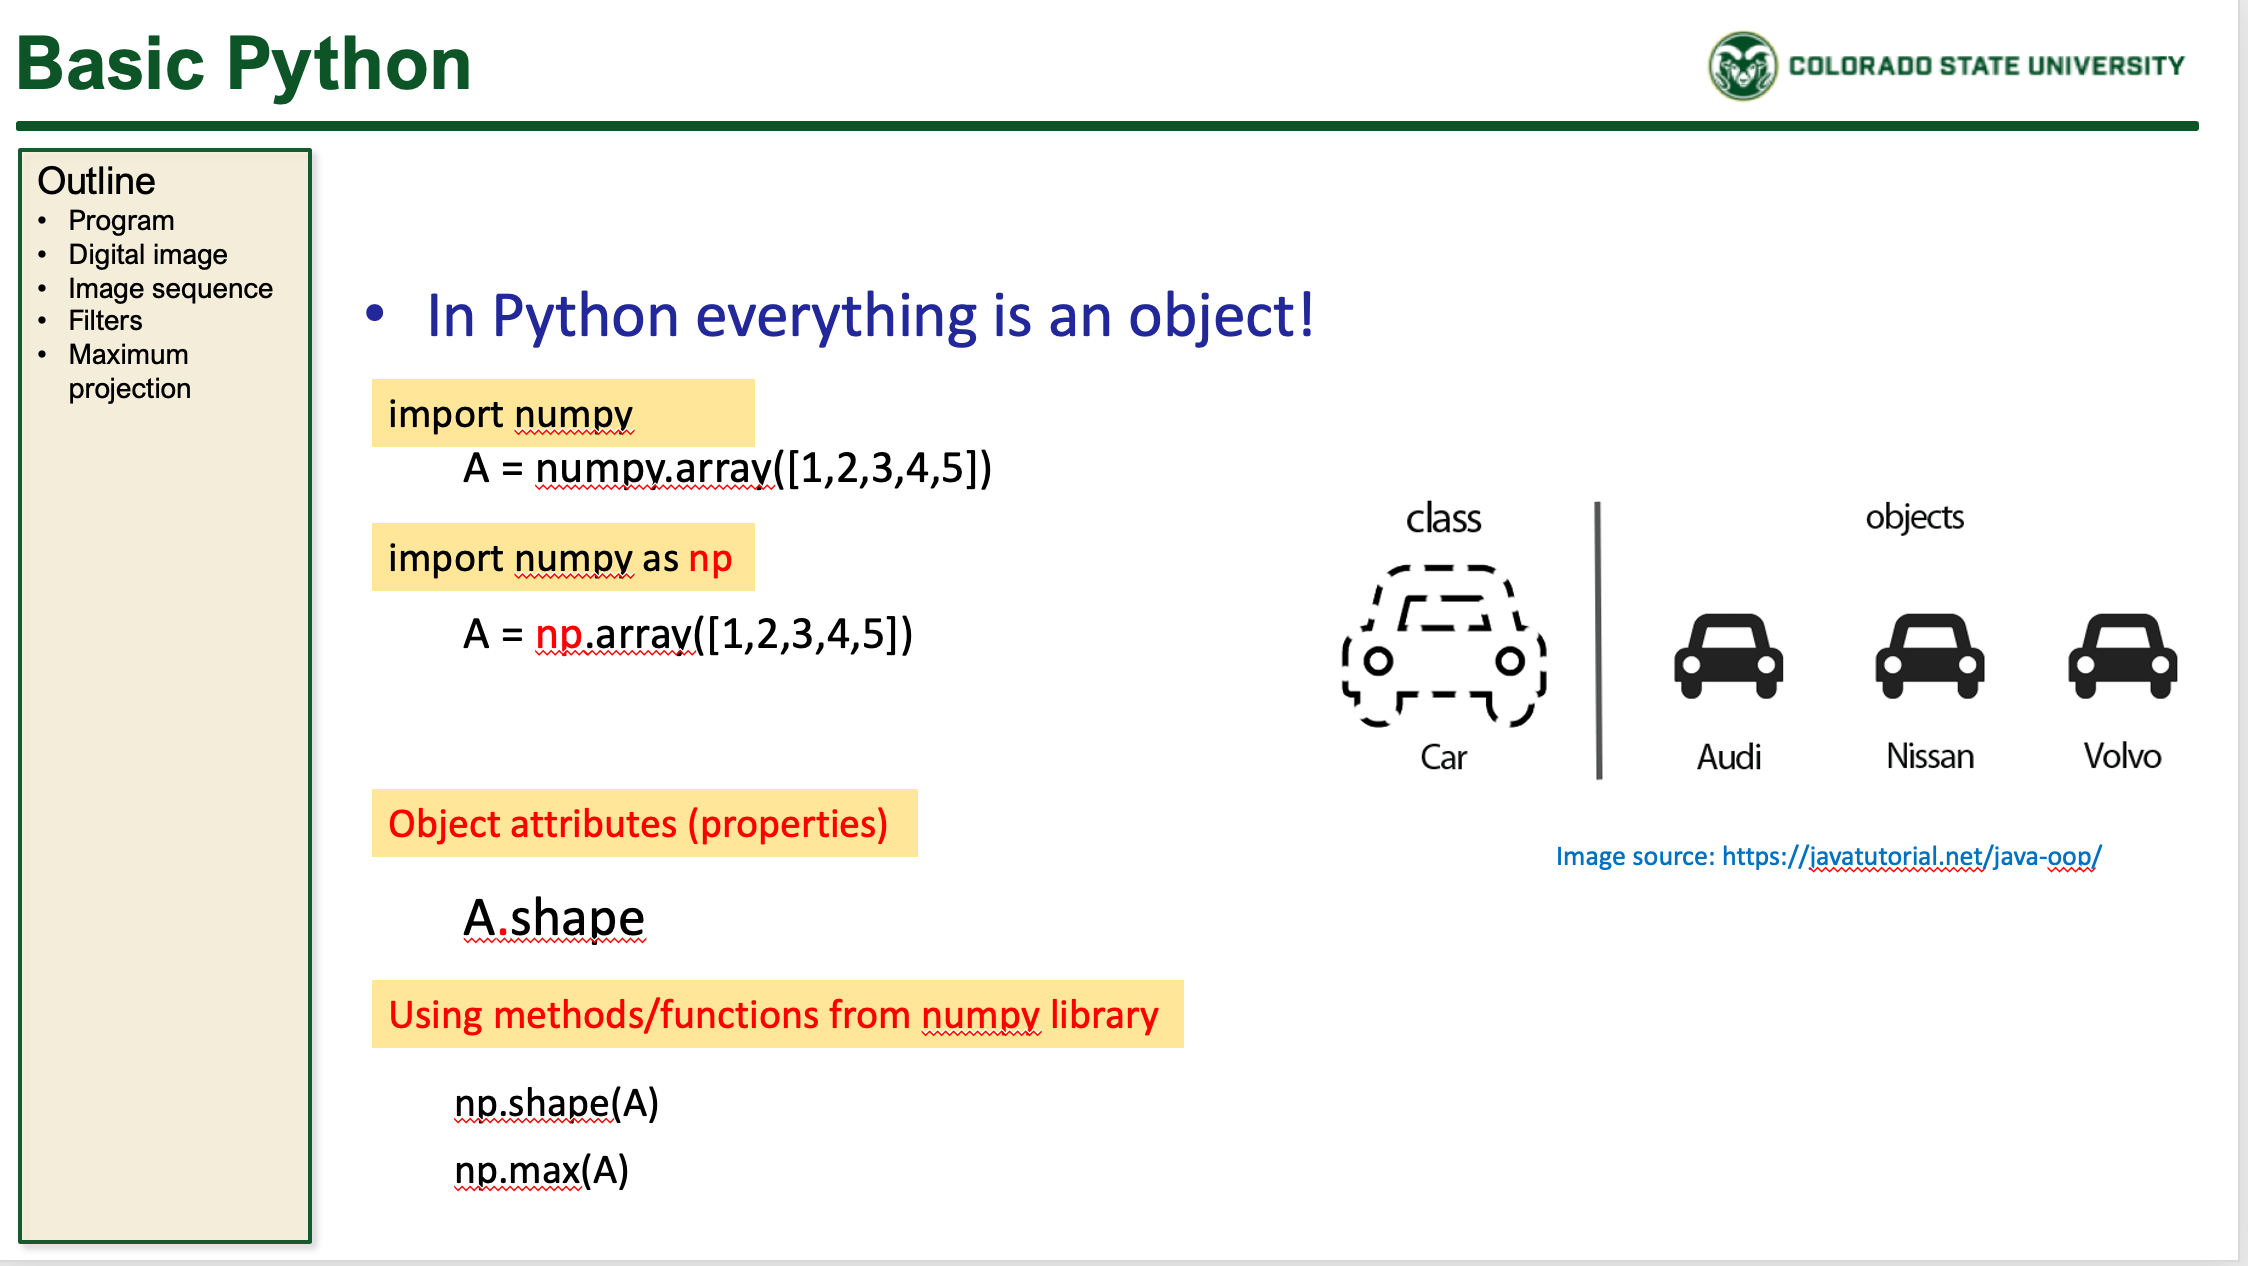 Basic Python
COLORADO STATE UNIVERSITY
Outline
• Program
• Digital image
• Image sequence
• Filters
• Maximum
projection
• In Python everything is an object!
import numpy
A = numpy.array([1,2,3,4,5])
import numpy as np
A = np.array([1,2,3,4,5])
class
objects
Car
Audi
Nissan
Volvo
Image source: https://javatutorial.net/java-oop/
Object attributes (properties)
A.shape
Using methods/functions from numpy library
np.shape(A)
np.max(A)